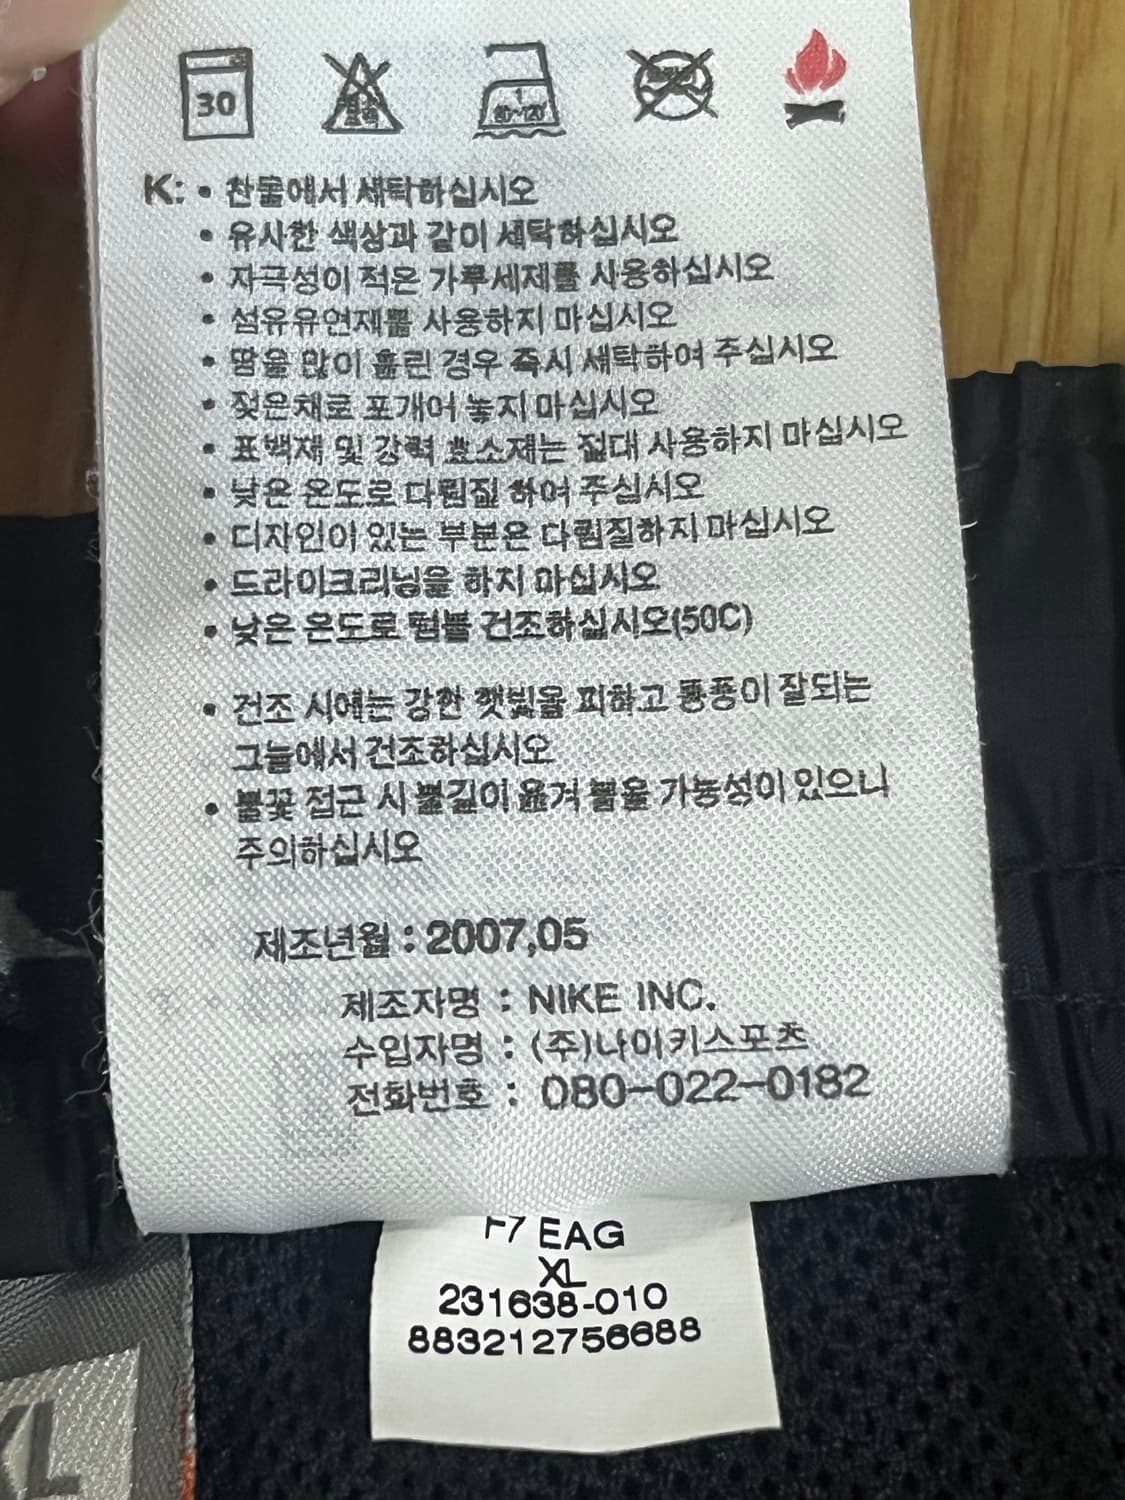 30
염소
1
80~120
K: • 찬물에서 세탁하십시오
• 유사한 색상과 같이 세탁하십시오
• 자극성이 적은 가루세제를 사용하십시오
• 섬유유연제를 사용하지 마십시오
• 땀을 많이 흘린 경우 즉시 세탁하여 주십시오
• 젖은채로 포개어 놓지 마십시오
• 표백제 및 강력 효소제는 절대 사용하지 마십시오
• 낮은 온도로 다림질 하여 주십시오
• 디자인이 있는 부분은 다림질하지 마십시오
• 드라이크리닝을 하지 마십시오
• 낮은 온도로 텀블 건조하십시오(50C)
• 건조 시에는 강한 햇빛을 피하고 통풍이 잘되는
그늘에서 건조하십시오
• 불꽃 접근 시 불길이 옮겨 붙을 가능성이 있으니
주의하십시오
제조년월 : 2007,05
제조자명 : NIKE INC.
수입자명 : (주)나이키스포츠
전화번호 : 080-022-0182
F7 EAG
XL
231638-010
883212756688
XL